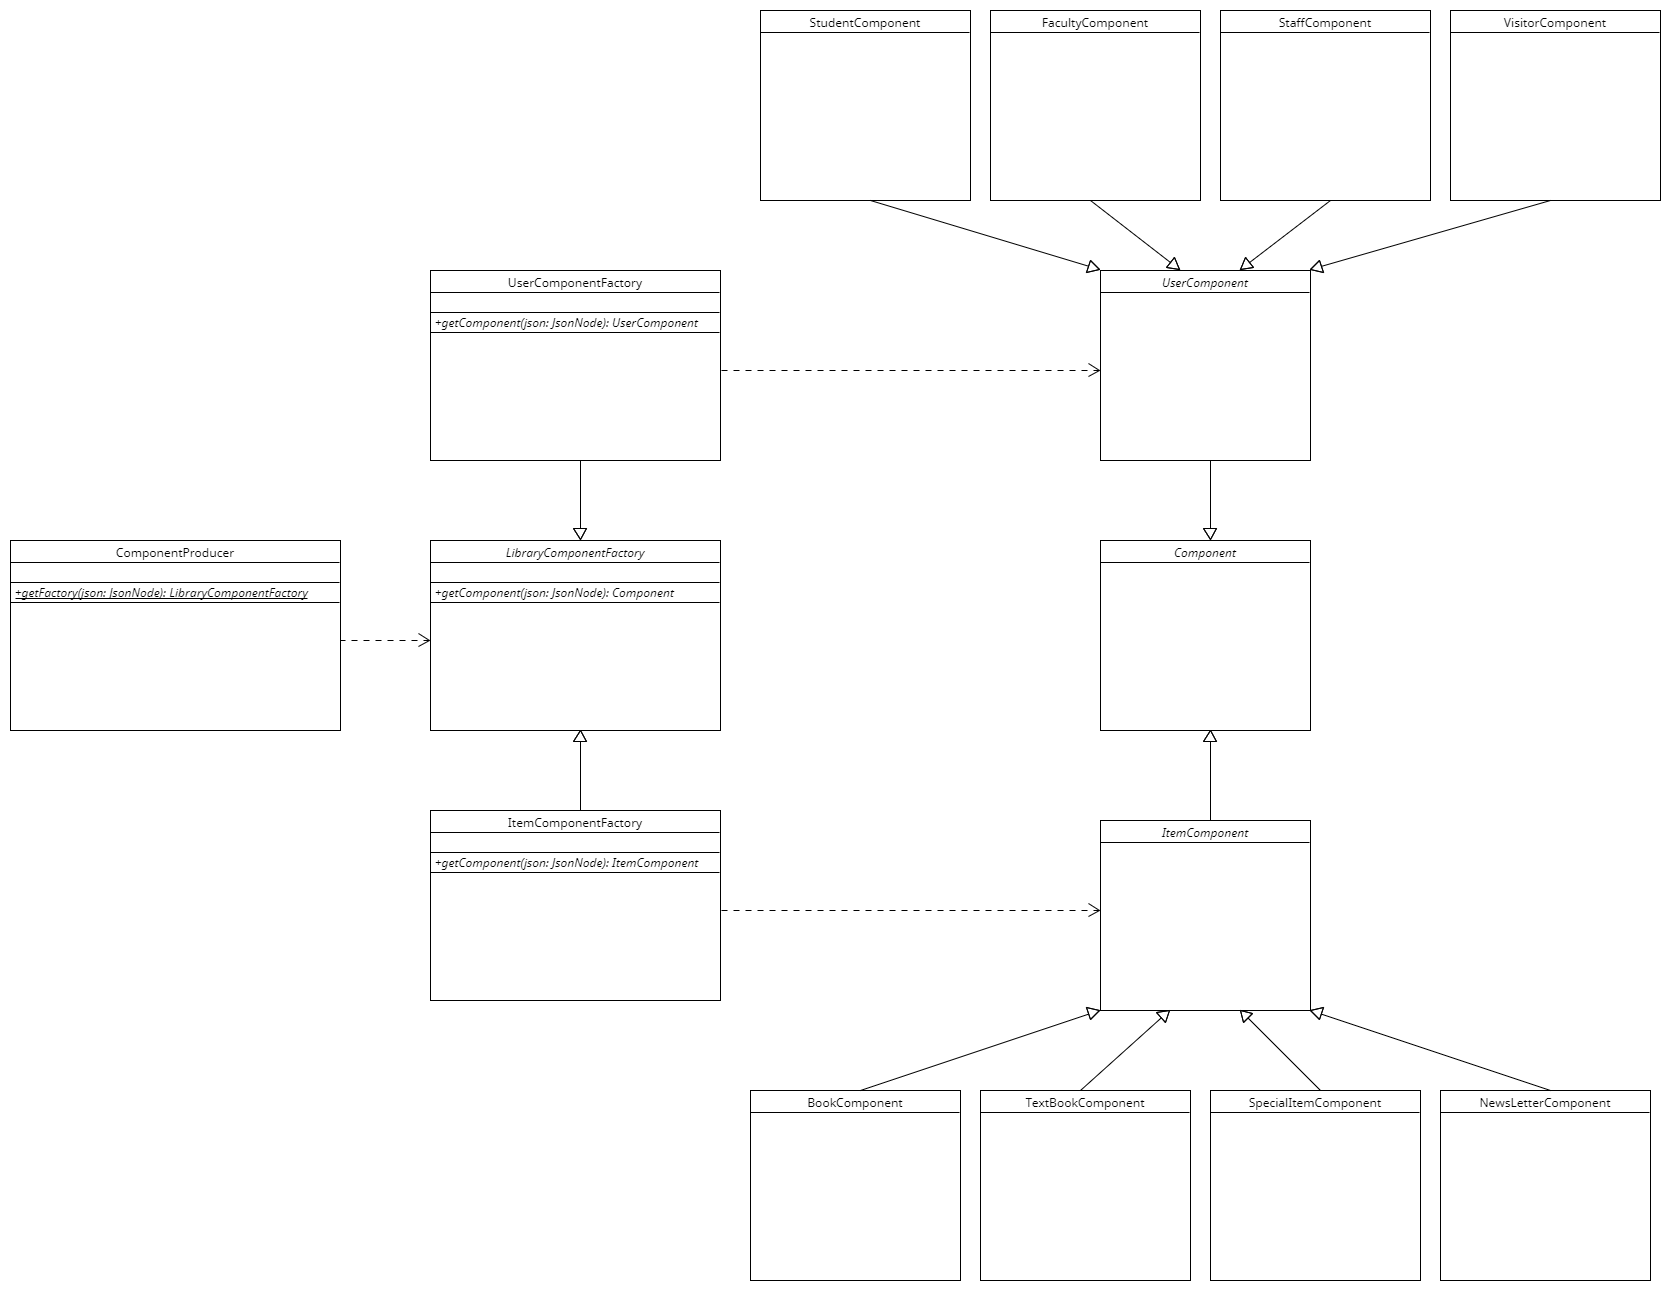 StudentComponent
FacultyComponent
StaffComponent
VisitorComponent
UserComponentFactory
+getComponent(json: JsonNode): UserComponent
UserComponent
ComponentProducer
+getFactory(json: JsonNode): LibraryComponentFactory
LibraryComponentFactory
+getComponent(json: JsonNode): Component
Component
ItemComponentFactory
+getComponent(json: JsonNode): ItemComponent
ItemComponent
BookComponent
TextBookComponent
SpecialItemComponent
NewsLetterComponent